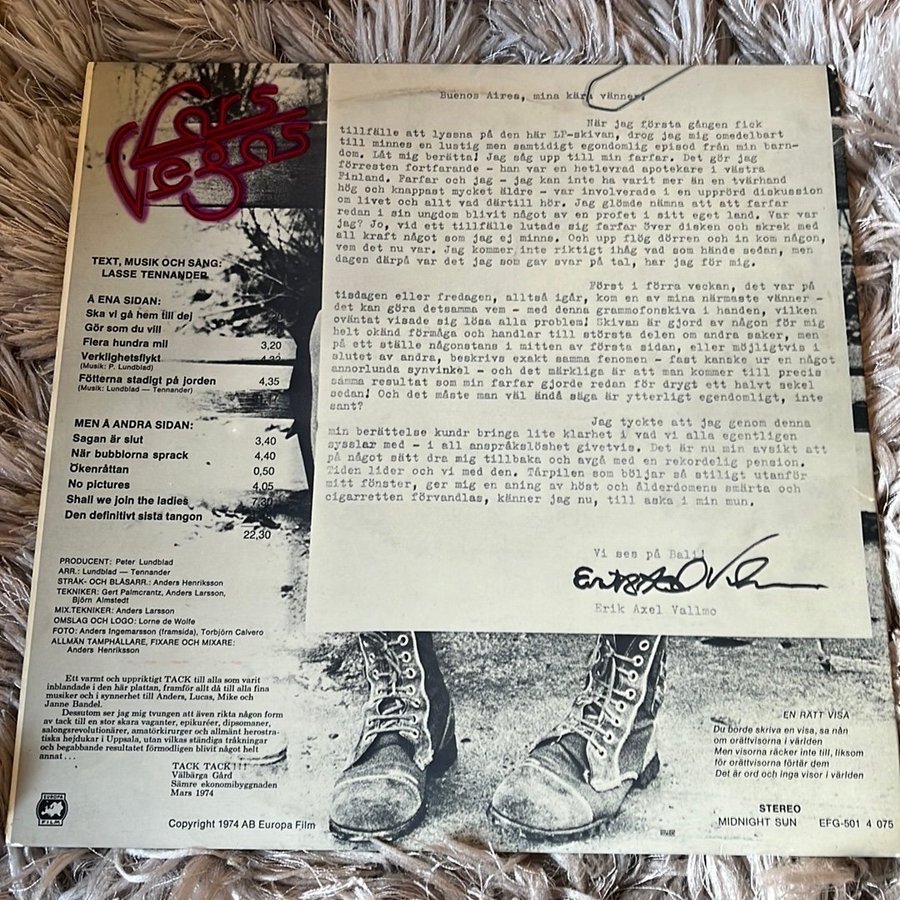 Lars
Vegas
TEXT, MUSIK OCH SÅNG:
LASSE TENNANDER
Å ENA SIDAN:
Ska vi gå hem till dej
Gör som du vill
Flera hundra mil 3,20
Verklighetsflykt
(Musik: P. Lundblad)
Fötterna stadigt på jorden 4,35
(Musik: Lundblad — Tennander)
MEN Å ANDRA SIDAN:
Sagan är slut 3,40
När bubblorna sprack 4,40
Ökenråttan 0,50
No pictures 4,05
Shall we join the ladies 7,30
Den definitivt sista tangon
22,30
PRODUCENT: Peter Lundblad
ARR.: Lundblad — Tennander
STRÅK- OCH BLÅSARR.: Anders Henriksson
TEKNIKER: Gert Palmcrantz, Anders Larsson,
Björn Almstedt
MIX.TEKNIKER: Anders Larsson
OMSLAG OCH LOGO: Lorne de Wolfe
FOTO: Anders Ingemarsson (framsida), Torbjörn Calvero
ALLMÄN TAMPHÅLLARE, FIXARE OCH MIXARE:
Anders Henriksson
Ett varmt och uppriktigt TACK till alla som varit
inblandade i den här plattan, framför allt då till alla fina
musiker och i synnerhet till Anders, Lucas, Mike och
Janne Bandel.
Dessutom ser jag mig tvungen att även rikta någon form
av tack till en stor skara vaganter, epikuréer, dipsomaner,
salongsrevolutionärer, amatörkirurger och allmänt herostra-
tiska hejdukar i Uppsala, utan vilkas ständiga tråkningar
och begabbande resultatet förmodligen blivit något helt
annat ...
TACK TACK!!!
Välbärga Gård
Sämre ekonomibyggnaden
Mars 1974
EUROPA
FILM
Copyright 1974 AB Europa Film
Buenos Aires, mina kära vänner!
När jag första gången fick
tillfälle att lyssna på den här LP-skivan, drog jag mig omedelbart
till minnes en lustig men samtidigt egendomlig episod från min barn-
dom. Låt mig berätta! Jag såg upp till min farfar. Det gör jag
förresten fortfarande - han var en hetlevrad apotekare i västra
Finland. Farfar och jag - jag kan inte ha varit mer än en tvärhand
hög och knappast mycket äldre - var involverade i en upprörd diskussion
om livet och allt vad därtill hör. Jag glömde nämna att att farfar
redan i sin ungdom blivit något av en profet i sitt eget land. Var var
jag? Jo, vid ett tillfälle lutade sig farfar över disken och skrek med
all kraft något som jag ej minns. Och upp flög dörren och in kom någon,
vem det nu var. Jag kommer inte riktigt ihåg vad som hände sedan, men
dagen därpå var det jag som gav svar på tal, har jag för mig.
Först i förra veckan, det var på
tisdagen eller fredagen, alltså igår, kom en av mina närmaste vänner -
det kan göra detsamma vem - med denna grammofonskiva i handen, vilken
oväntat visade sig lösa alla problem! Skivan är gjord av någon för mig
helt okänd förmåga och handlar till största delen om andra saker, men
på ett ställe någonstans i mitten av första sidan, eller möjligtvis i
slutet av andra, beskrivs exakt samma fenomen - fast kanske ur en något
annorlunda synvinkel - och det märkliga är att man kommer till precis
samma resultat som min farfar gjorde redan för drygt ett halvt sekel
sedan! Och det måste man väl ändå säga är ytterligt egendomligt, inte
sant?
Jag tyckte att jag genom denna
min berättelse kundr bringa lite klarhet i vad vi alla egentligen
sysslar med - i all anspråkslöshet givetvis. Det är nu min avsikt att
på något sätt dra mig tillbaka och avgå med en rekordelig pension.
Tiden lider och vi med den. Tårpilen som böljar så stiligt utanför
mitt fönster, ger mig en aning av höst och ålderdomens smärta och
cigarretten förvandlas, känner jag nu, till aska i min mun.
Vi ses på Bali!
Erik Axel Vallmo
EN RÄTT VISA
Du borde skriva en visa, sa nån
om orättvisorna i världen
Men visorna räcker inte till, liksom
för orättvisorna förtär dem
Det är ord och inga visor i världen
STEREO
MIDNIGHT SUN EFG-501 4 075